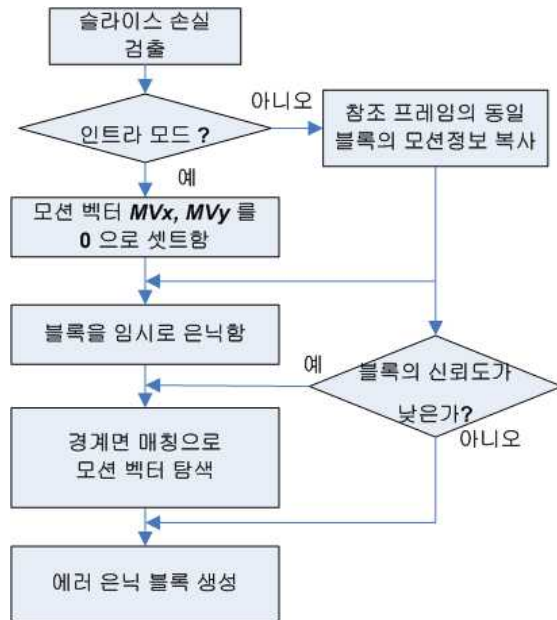 슬라이스 손실
검출
인트라 모드 ?
아니오
참조 프레임의 동일
블록의 모션정보 복사
예
모션 벡터 MVx, MVy 를
0 으로 셋트함
블록을 임시로 은닉함
예
블록의 신뢰도가
낮은가?
아니오
경계면 매칭으로
모션 벡터 탐색
에러 은닉 블록 생성